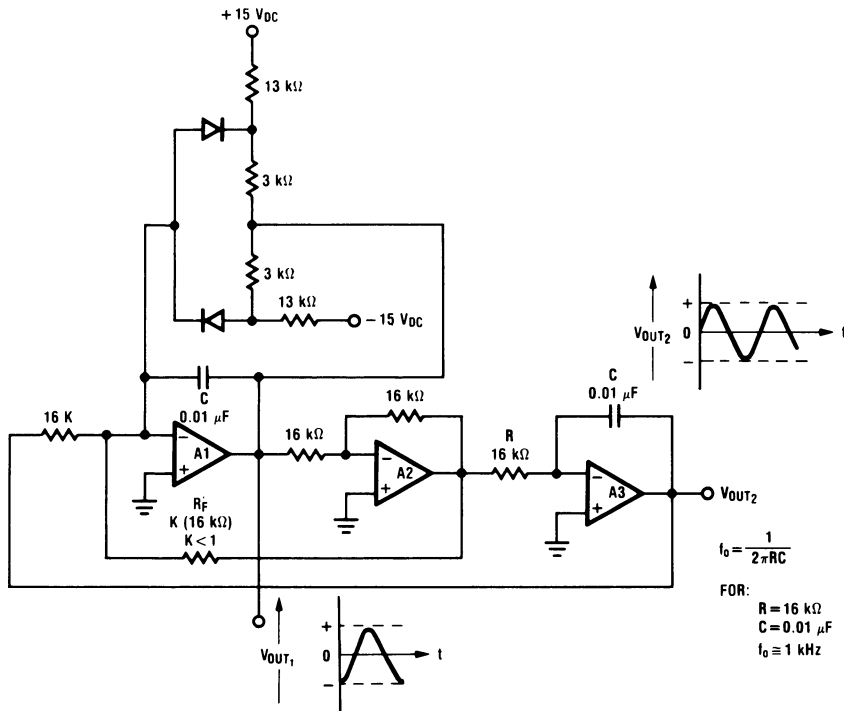 +15 VDC
13 kΩ
3 kΩ
3 kΩ
13 kΩ
−15 VDC
C
0.01 μF
16 K
−
+
A1
16 kΩ
16 kΩ
−
+
A2
R
16 kΩ
C
0.01 μF
−
+
A3
VOUT2
RF
K (16 kΩ)
K<1
VOUT2
+
0
−
t
VOUT1
+
0
−
t
fo = 1
2πRC
FOR:
R = 16 kΩ
C = 0.01 μF
fo ≅ 1 kHz